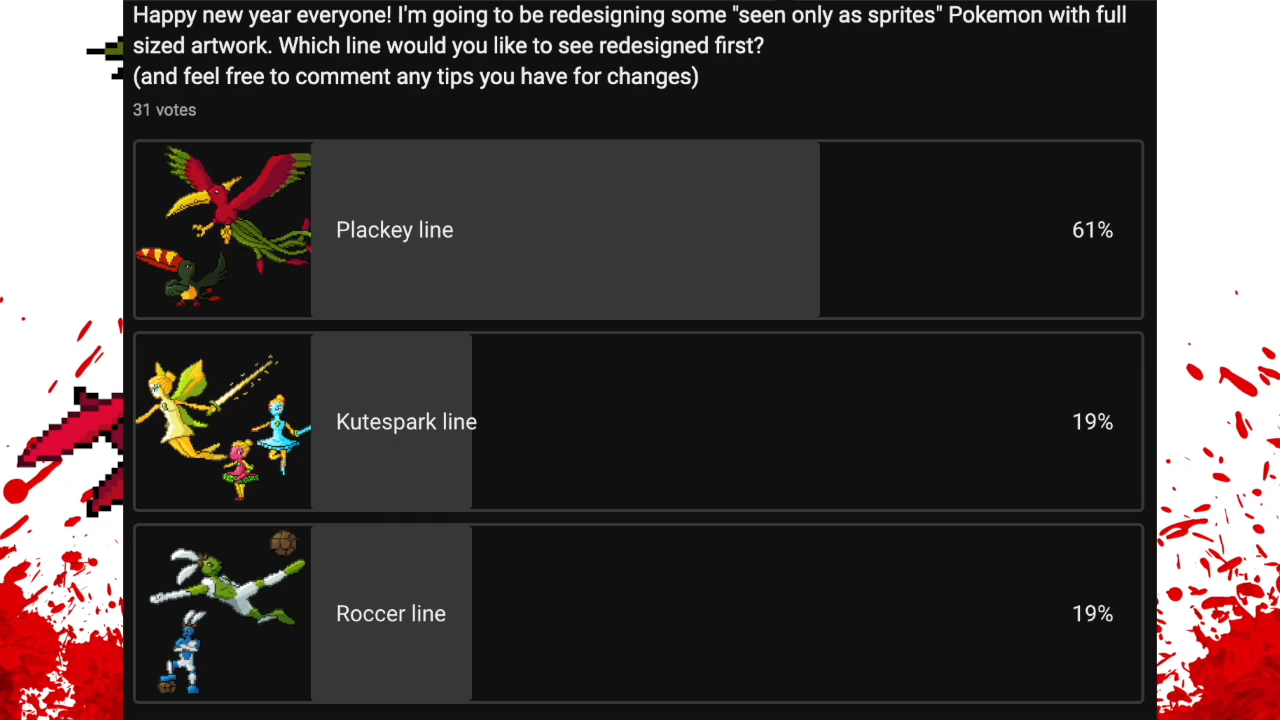 Happy new year everyone! I'm going to be redesigning some "seen only as sprites" Pokemon with full
sized artwork. Which line would you like to see redesigned first?
(and feel free to comment any tips you have for changes)
31 votes
Plackey line
61%
Kutespark line
19%
Roccer line
19%